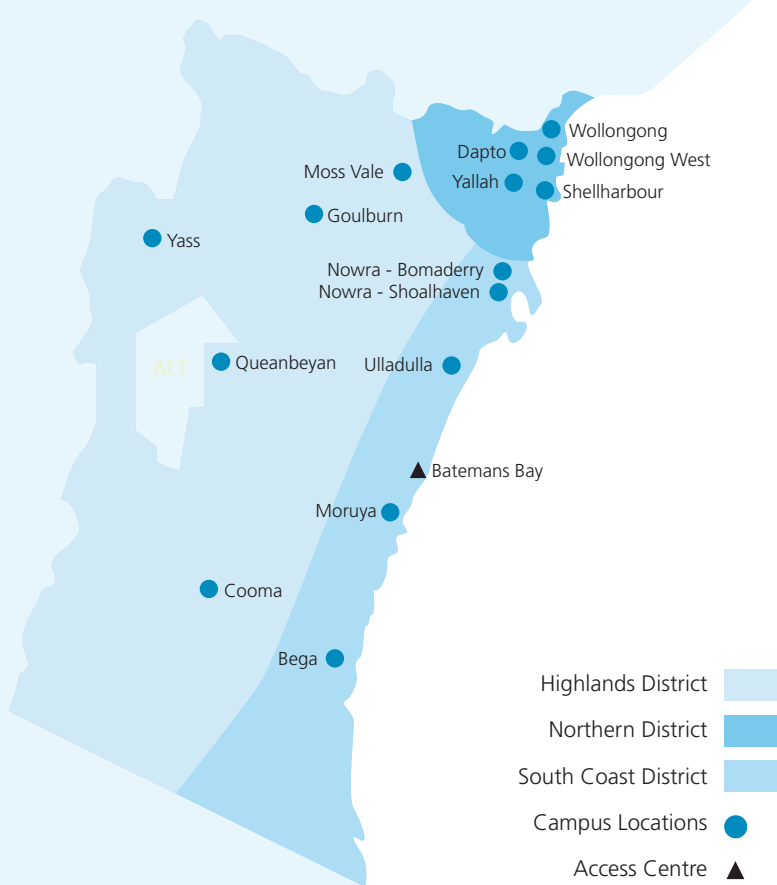 Wollongong
Dapto
Wollongong West
Moss Vale
Yallah
Shellharbour
Goulburn
Yass
Nowra - Bomaderry
Nowra - Shoalhaven
ACT
Queanbeyan
Ulladulla
Batemans Bay
Moruya
Cooma
Bega
Highlands District
Northern District
South Coast District
Campus Locations
Access Centre